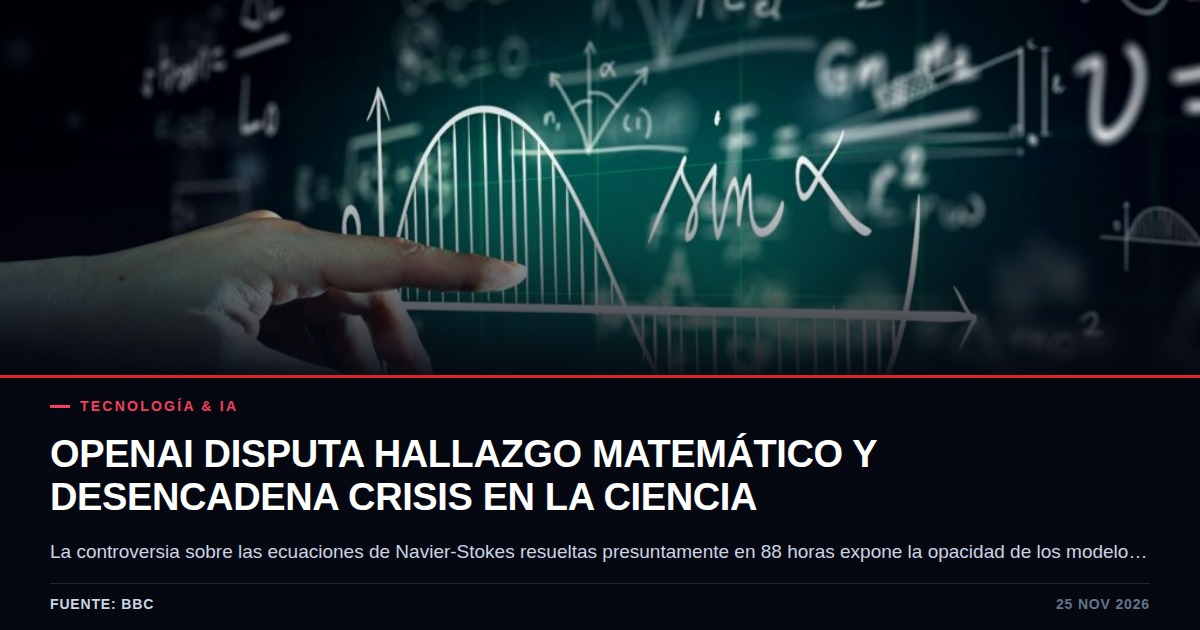 sin α
TECNOLOGÍA & IA
OPENAI DISPUTA HALLAZGO MATEMÁTICO Y
DESENCADENA CRISIS EN LA CIENCIA
La controversia sobre las ecuaciones de Navier-Stokes resueltas presuntamente en 88 horas expone la opacidad de los modelo…
FUENTE: BBC
25 NOV 2026